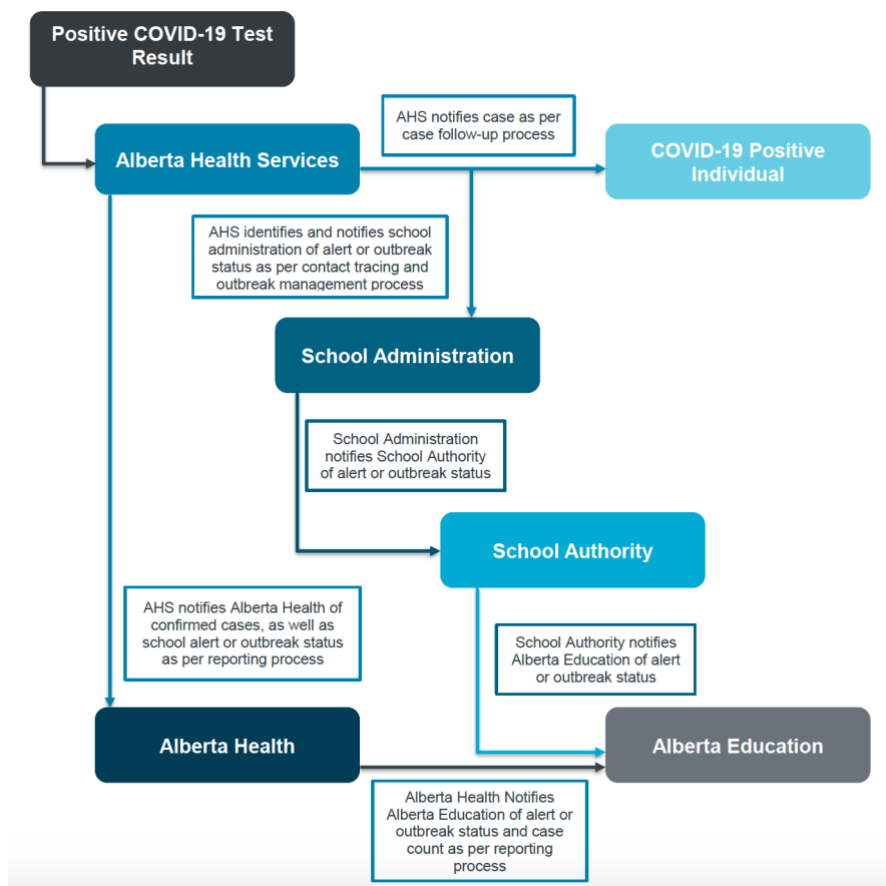 Positive COVID-19 Test
Result
AHS notifies case as per
case follow-up process
Alberta Health Services
COVID-19 Positive
Individual
AHS identifies and notifies school
administration of alert or outbreak
status as per contact tracing and
outbreak management process
School Administration
School Administration
notifies School Authority
of alert or outbreak status
School Authority
AHS notifies Alberta Health of
confirmed cases, as well as
school alert or outbreak status
as per reporting process
School Authority notifies
Alberta Education of alert
or outbreak status
Alberta Health
Alberta Education
Alberta Health Notifies
Alberta Education of alert or
outbreak status and case
count as per reporting
process